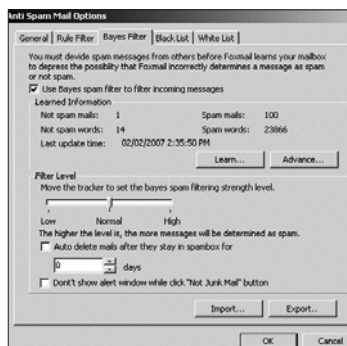 Anti Spam Mail Options
General Rule Filter Bayes Filter Black List White List
You must devide spam messages from others before Foxmail learns your mailbox
to depress the possiblity that Foxmail incorrectly determines a message as spam
or not spam.
Use Bayes spam filter to filter incoming messages
Learned Information
Not spam mails: 1 Spam mails: 100
Not spam words: 14 Spam words: 23866
Last update time: 02/02/2007 2:35:50 PM
Learn... Advance...
Filter Level
Move the tracker to set the bayes spam filtering strength level.
Low Normal High
The higher the level is, the more messages will be determined as spam.
Auto delete mails after they stay in spambox for
0 days
Dont't show alert window while click "Not Junk Mail" button
Import... Export..
OK Cancel